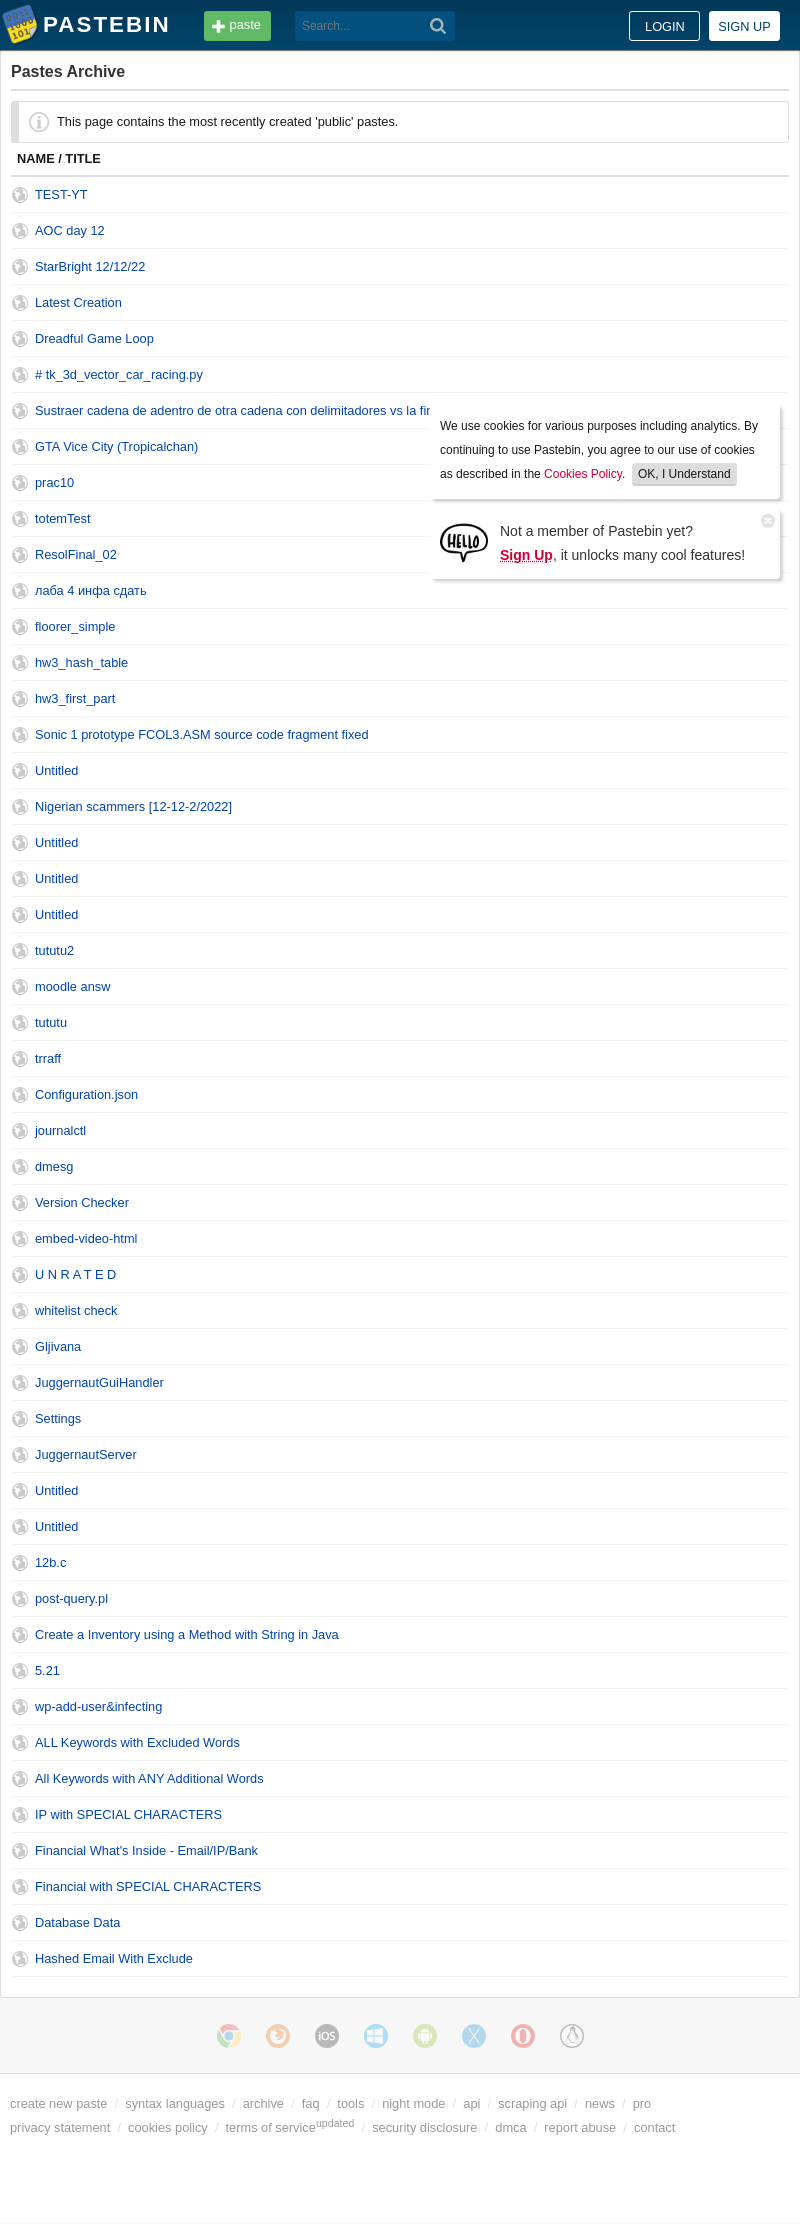 PASTEBIN
paste
Search...
LOGIN
SIGN UP
Pastes Archive
This page contains the most recently created 'public' pastes.
NAME / TITLE
TEST-YT
AOC day 12
StarBright 12/12/22
Latest Creation
Dreadful Game Loop
# tk_3d_vector_car_racing.py
Sustraer cadena de adentro de otra cadena con delimitadores vs la
GTA Vice City (Tropicalchan)
prac10
totemTest
ResolFinal_02
We use cookies for various purposes including analytics. By
continuing to use Pastebin, you agree to our use of cookies
as described in the Cookies Policy. OK, I Understand
HELLO
Not a member of Pastebin yet?
Sign Up, it unlocks many cool features!
лаба 4 инфа сдать
floorer_simple
hw3_hash_table
hw3_first_part
Sonic 1 prototype FCOL3.ASM source code fragment fixed
Untitled
Nigerian scammers [12-12-2/2022]
Untitled
Untitled
Untitled
tututu2
moodle answ
tututu
trraff
Configuration.json
journalctl
dmesg
Version Checker
embed-video-html
U N R A T E D
whitelist check
Gljivana
JuggernautGuiHandler
Settings
JuggernautServer
Untitled
Untitled
12b.c
post-query.pl
Create a Inventory using a Method with String in Java
5.21
wp-add-user&infecting
ALL Keywords with Excluded Words
All Keywords with ANY Additional Words
IP with SPECIAL CHARACTERS
Financial What's Inside - Email/IP/Bank
Financial with SPECIAL CHARACTERS
Database Data
Hashed Email With Exclude
iOS
create new paste / syntax languages / archive / faq / tools / night mode / api / scraping api / news / pro
privacy statement / cookies policy / terms of service updated / security disclosure / dmca / report abuse / contact